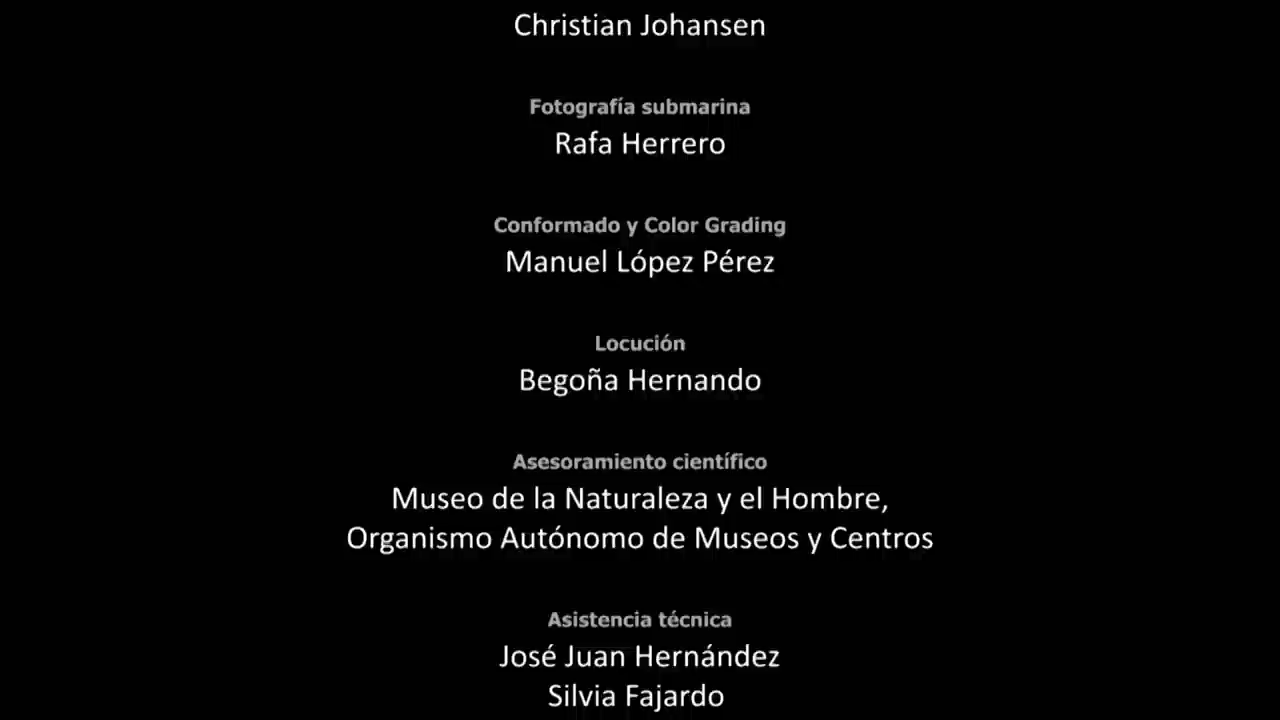 Christian Johansen
Fotografía submarina
Rafa Herrero
Conformado y Color Grading
Manuel López Pérez
Locución
Begoña Hernando
Asesoramiento científico
Museo de la Naturaleza y el Hombre,
Organismo Autónomo de Museos y Centros
Asistencia técnica
José Juan Hernández
Silvia Fajardo